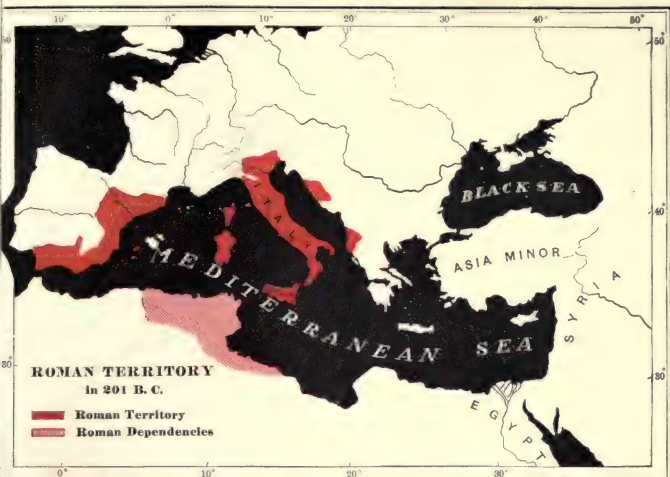 10° 0° 10° 20° 30° 40° 50°
50°
BLACK SEA
ITALY
40
40°
ASIA MINOR
SYRIA
MEDITERRANEAN SEA
30°
30°
EGYPT
ROMAN TERRITORY
in 201 B. C.
Roman Territory
Roman Dependencies
0° 10° 20° 30°